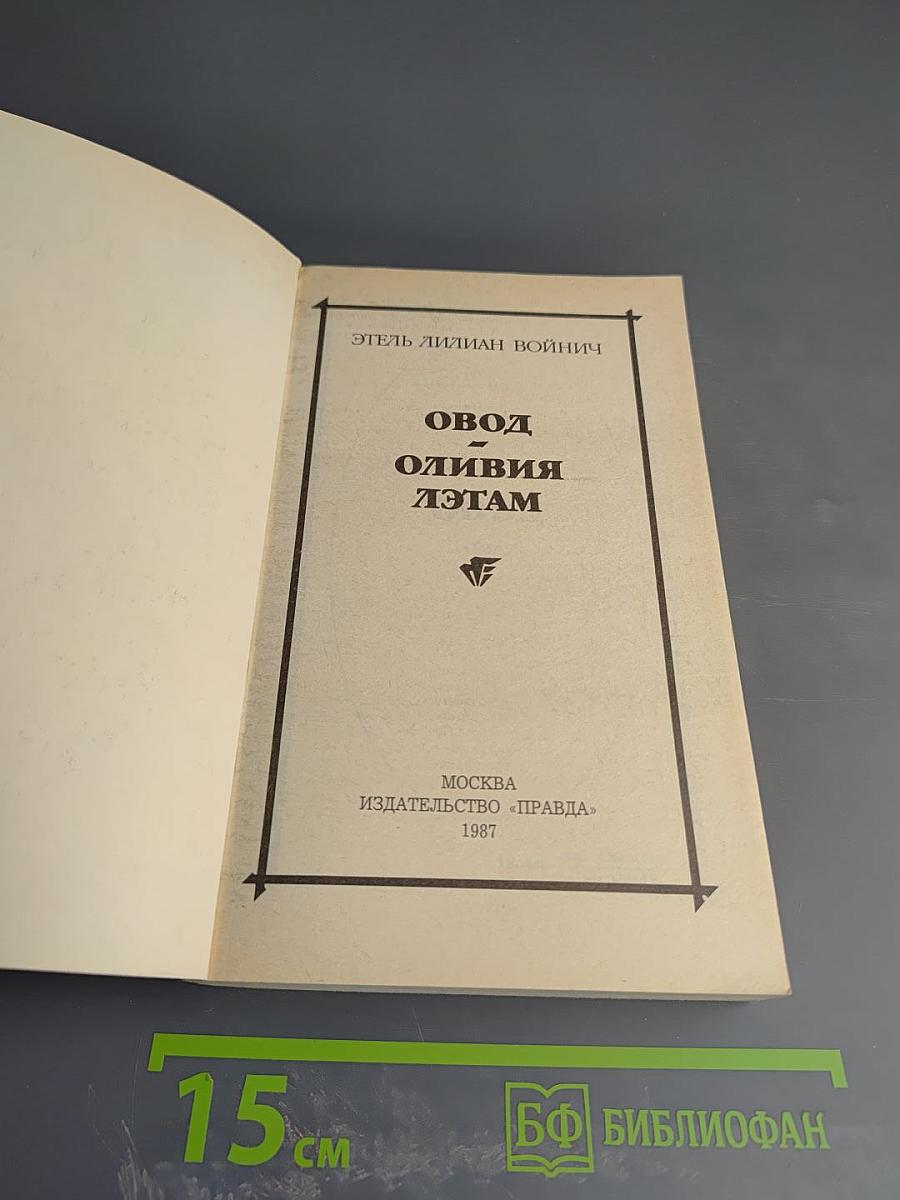 ЭТЕЛЬ ЛИЛИАН ВОЙНИЧ
ОВОД
-
ОЛИВИЯ
ЛЭТАМ
МОСКВА
ИЗДАТЕЛЬСТВО «ПРАВДА»
1987
15 см
БФ БИБЛИОФАН